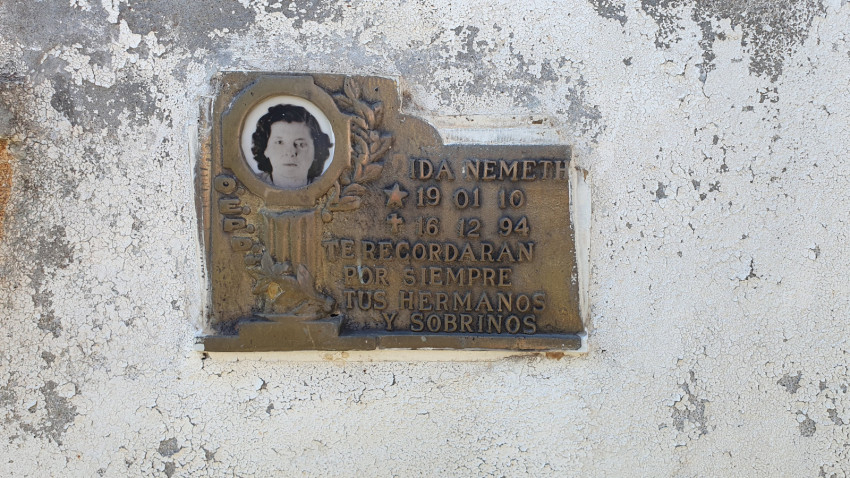 Q.E.P.D.
IDA NEMETH
19 01 10
16 12 94
TE RECORDARAN
POR SIEMPRE
TUS HERMANOS
Y SOBRINOS